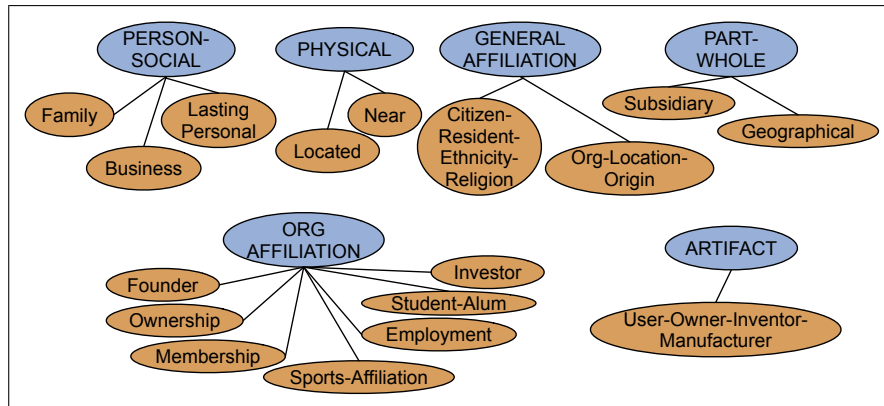 PERSON-
SOCIAL
Family
Lasting
Personal
Business
PHYSICAL
Near
Located
GENERAL
AFFILIATION
Citizen-
Resident-
Ethnicity-
Religion
Org-Location-
Origin
PART-
WHOLE
Subsidiary
Geographical
ORG
AFFILIATION
Founder
Ownership
Membership
Sports-Affiliation
Employment
Student-Alum
Investor
ARTIFACT
User-Owner-Inventor-
Manufacturer